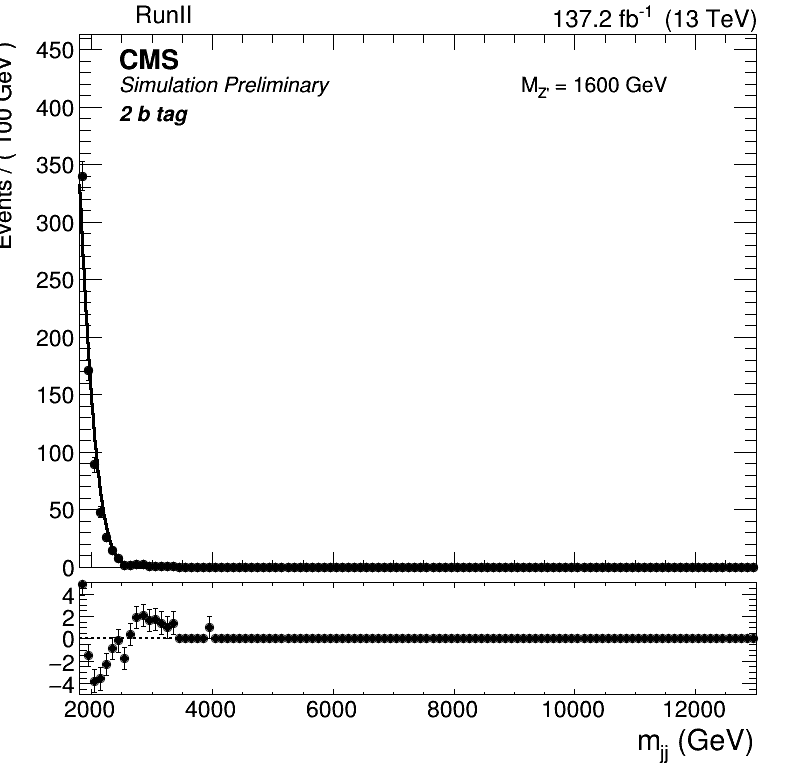 RunII
137.2 fb⁻¹ (13 TeV)
CMS
Simulation Preliminary
M_Z' = 1600 GeV
2 b tag
Events / ( 100 GeV )
450
400
350
300
250
200
150
100
50
0
4
2
0
−2
−4
2000 4000 6000 8000 10000 12000
m_jj (GeV)